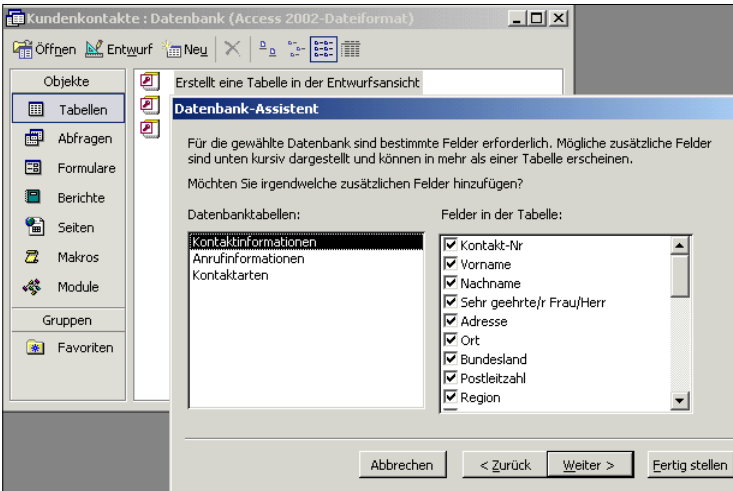 Kundenkontakte : Datenbank (Access 2002-Dateiformat)
Öffnen Entwurf Neu
Objekte
Tabellen
Abfragen
Formulare
Berichte
Seiten
Makros
Module
Gruppen
Favoriten
Erstellt eine Tabelle in der Entwurfsansicht
Datenbank-Assistent
Für die gewählte Datenbank sind bestimmte Felder erforderlich. Mögliche zusätzliche Felder
sind unten kursiv dargestellt und können in mehr als einer Tabelle erscheinen.
Möchten Sie irgendwelche zusätzlichen Felder hinzufügen?
Datenbanktabellen:
Kontaktinformationen
Anrufinformationen
Kontaktarten
Felder in der Tabelle:
Kontakt-Nr
Vorname
Nachname
Sehr geehrte/r Frau/Herr
Adresse
Ort
Bundesland
Postleitzahl
Region
Abbrechen < Zurück Weiter > Fertig stellen